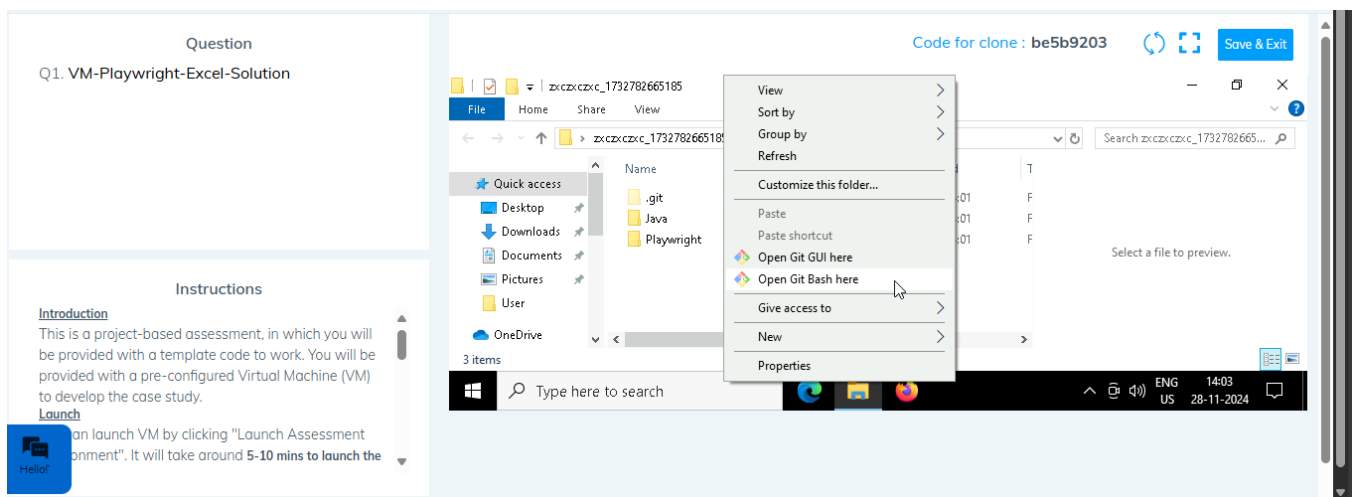 Question
Q1. VM-Playwright-Excel-Solution
Instructions
Introduction
This is a project-based assessment, in which you will
be provided with a template code to work. You will be
provided with a pre-configured Virtual Machine (VM)
to develop the case study.
Launch
an launch VM by clicking "Launch Assessment
onment". It will take around 5-10 mins to launch the
Hello!
Code for clone : be5b9203
Save & Exit
zxczxczxc_1732782665185
File Home Share View
zxczxczxc_1732782665185
Search zxczxczxc_1732782665...
Quick access
Desktop
Downloads
Documents
Pictures
User
OneDrive
3 items
Name
T
.git
:01
F
Java
:01
F
Playwright
:01
F
Select a file to preview.
View
Sort by
Group by
Refresh
Customize this folder...
Paste
Paste shortcut
Open Git GUI here
Open Git Bash here
Give access to
New
Properties
Type here to search
ENG
US
14:03
28-11-2024